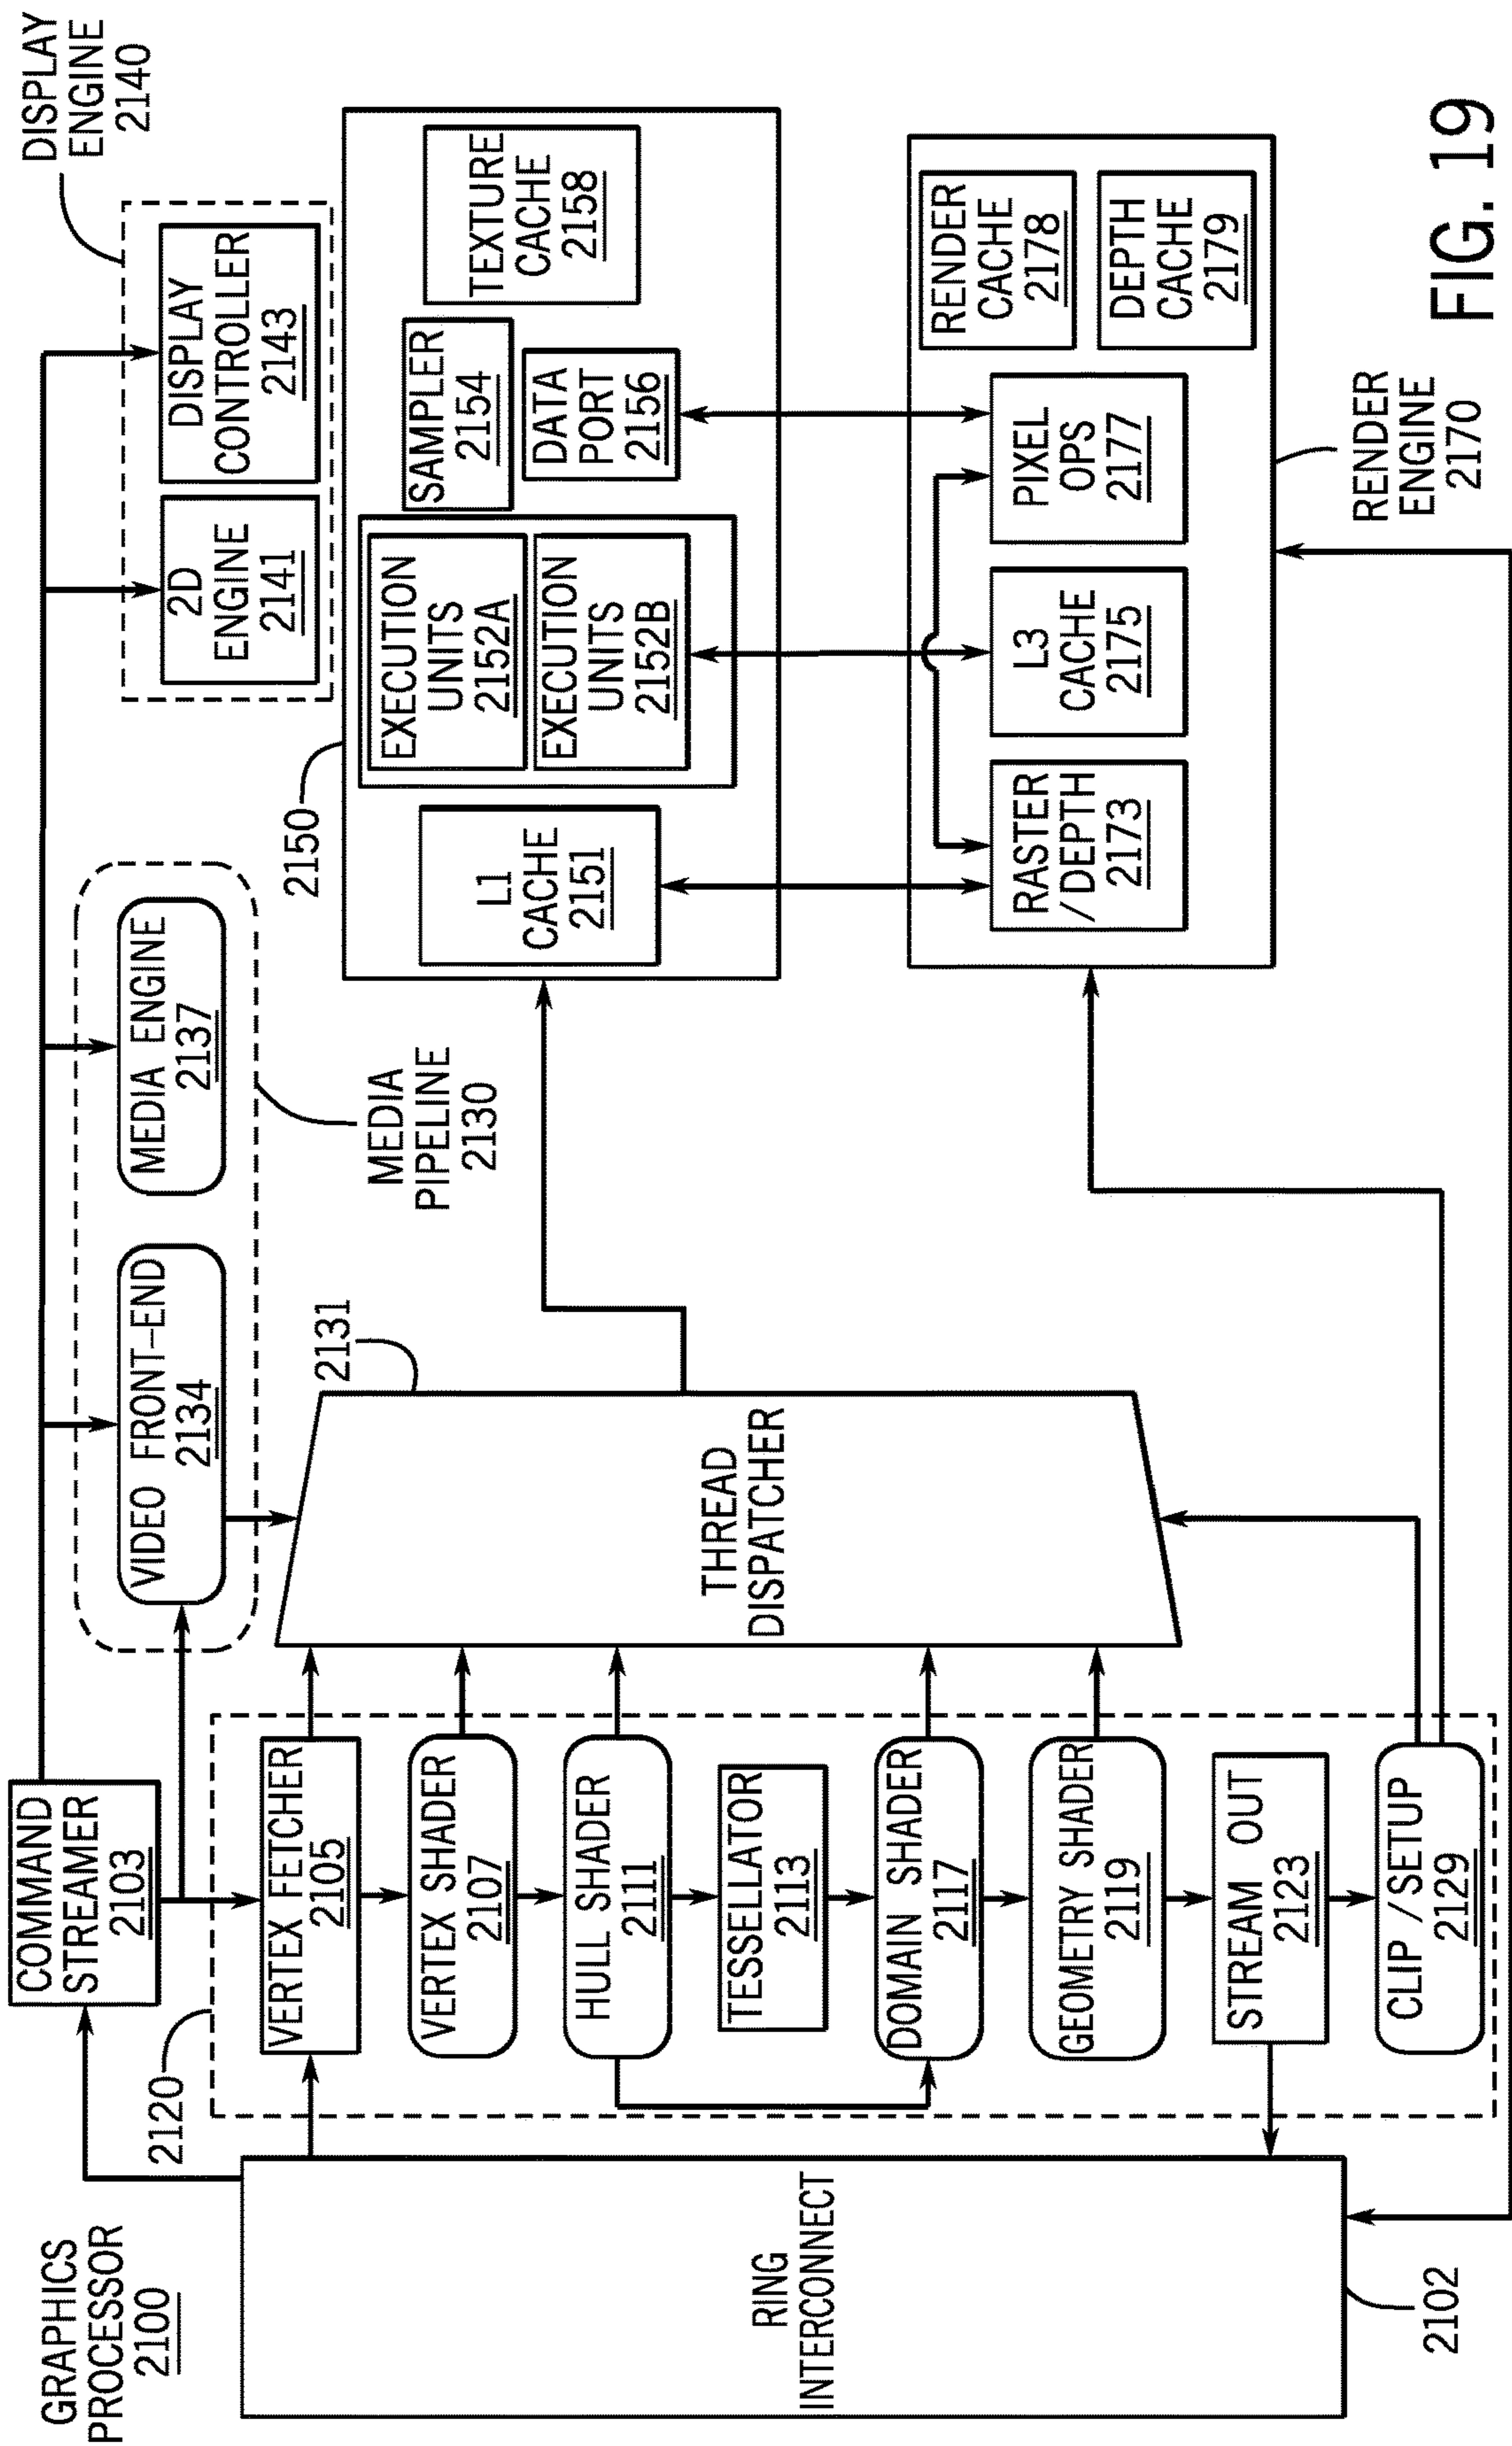 GRAPHICS
PROCESSOR
2100
COMMAND
STREAMER
2103
DISPLAY
ENGINE
2140
2120
VIDEO FRONT–END
2134
MEDIA ENGINE
2137
MEDIA
PIPELINE
2130
2D
ENGINE
2141
DISPLAY
CONTROLLER
2143
RING
INTERCONNECT
2102
VERTEX FETCHER
2105
VERTEX SHADER
2107
HULL SHADER
2111
TESSELLATOR
2113
DOMAIN SHADER
2117
GEOMETRY SHADER
2119
STREAM OUT
2123
CLIP /SETUP
2129
THREAD
DISPATCHER
2131
2150
L1
CACHE
2151
EXECUTION
UNITS
2152A
EXECUTION
UNITS
2152B
SAMPLER
2154
DATA
PORT
2156
TEXTURE
CACHE
2158
RASTER
/DEPTH
2173
L3
CACHE
2175
PIXEL
OPS
2177
RENDER
CACHE
2178
DEPTH
CACHE
2179
RENDER
ENGINE
2170
FIG. 19